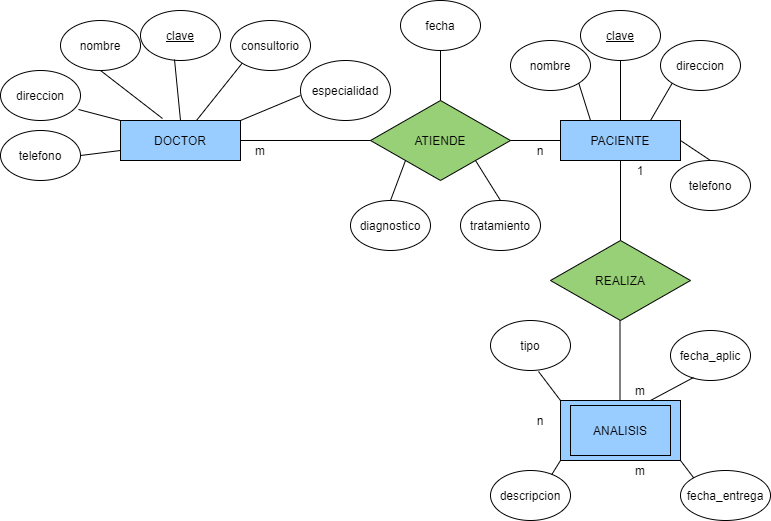 fecha
clave
clave
nombre
consultorio
nombre
direccion
direccion
especialidad
DOCTOR
ATIENDE
PACIENTE
telefono
m
n
1
telefono
diagnostico
tratamiento
REALIZA
tipo
fecha_aplic
m
n
ANALISIS
m
descripcion
fecha_entrega